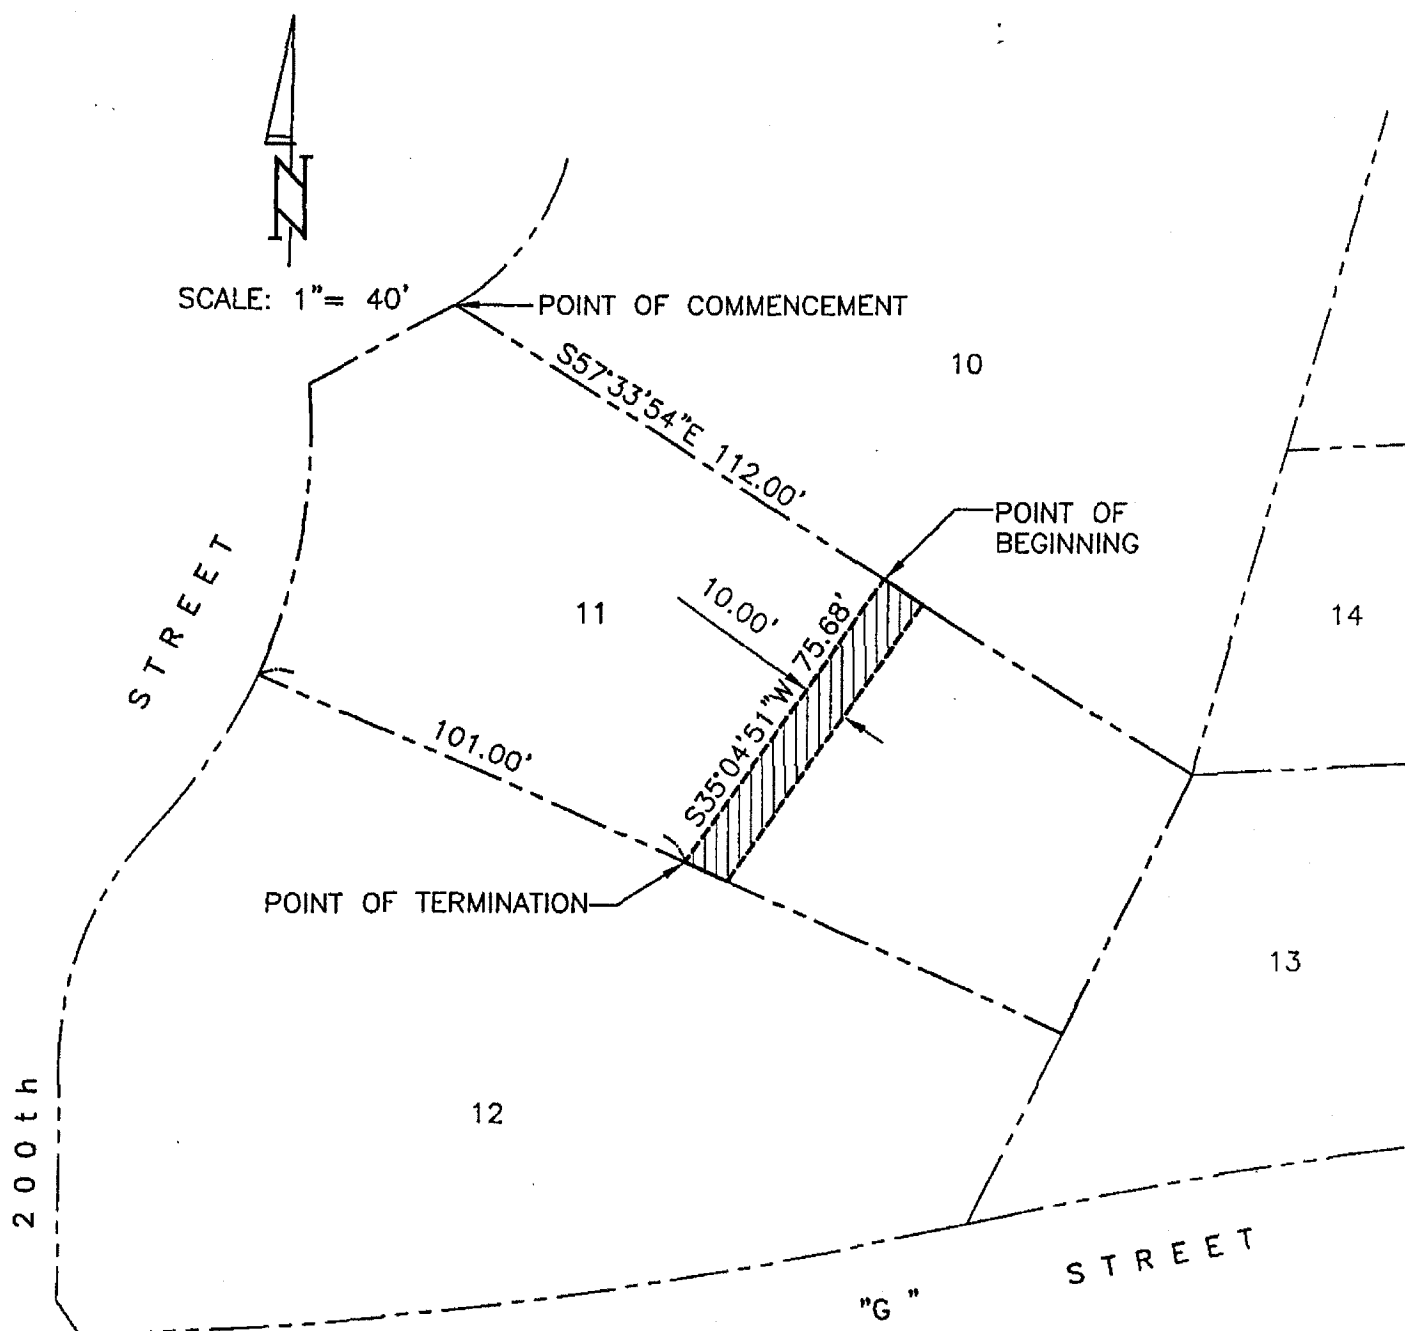 N
SCALE: 1"= 40'
POINT OF COMMENCEMENT
S57°33'54"E 112.00'
10
POINT OF
BEGINNING
10.00'
11
S35°04'51"W 75.68'
14
STREET
101.00'
POINT OF TERMINATION
13
12
200th
STREET
"G"